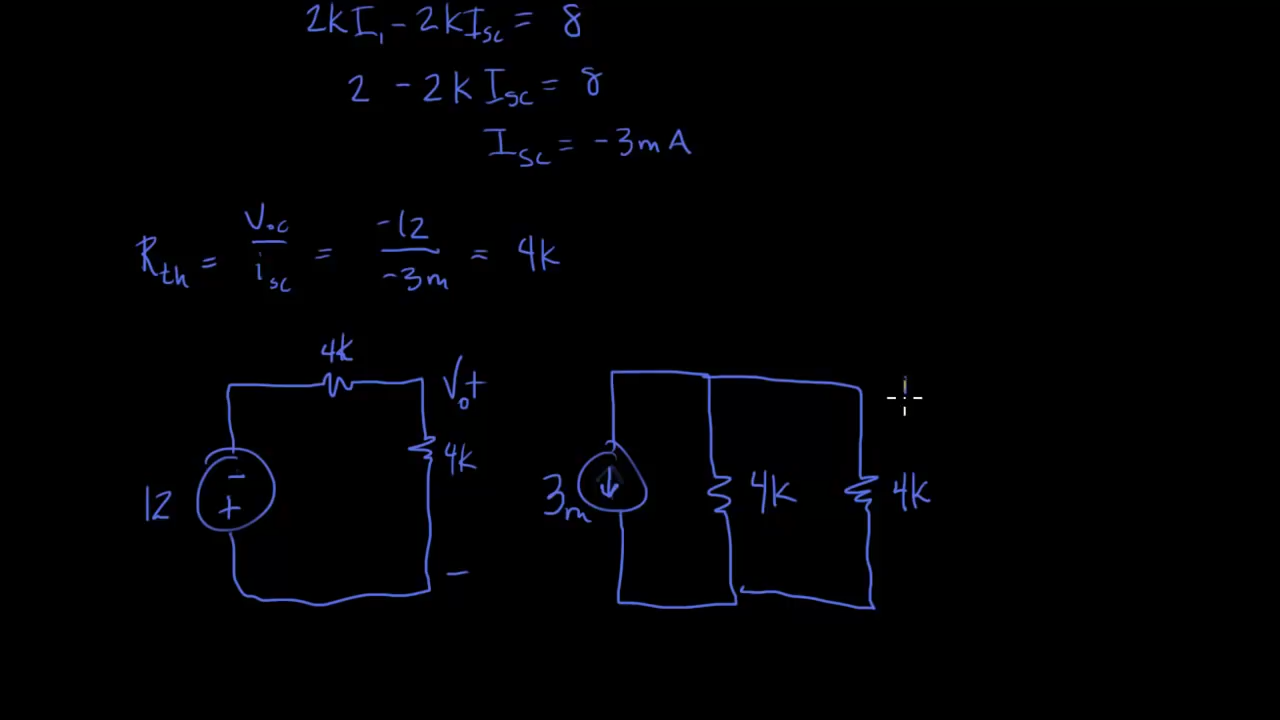 2kI₁ - 2kIsc = 8
2 - 2k Isc = 8
Isc = -3mA
Rth = Voc / isc = -12 / -3m = 4k
4k
Vo +
- +
12
4k
-
3m
4k
4k